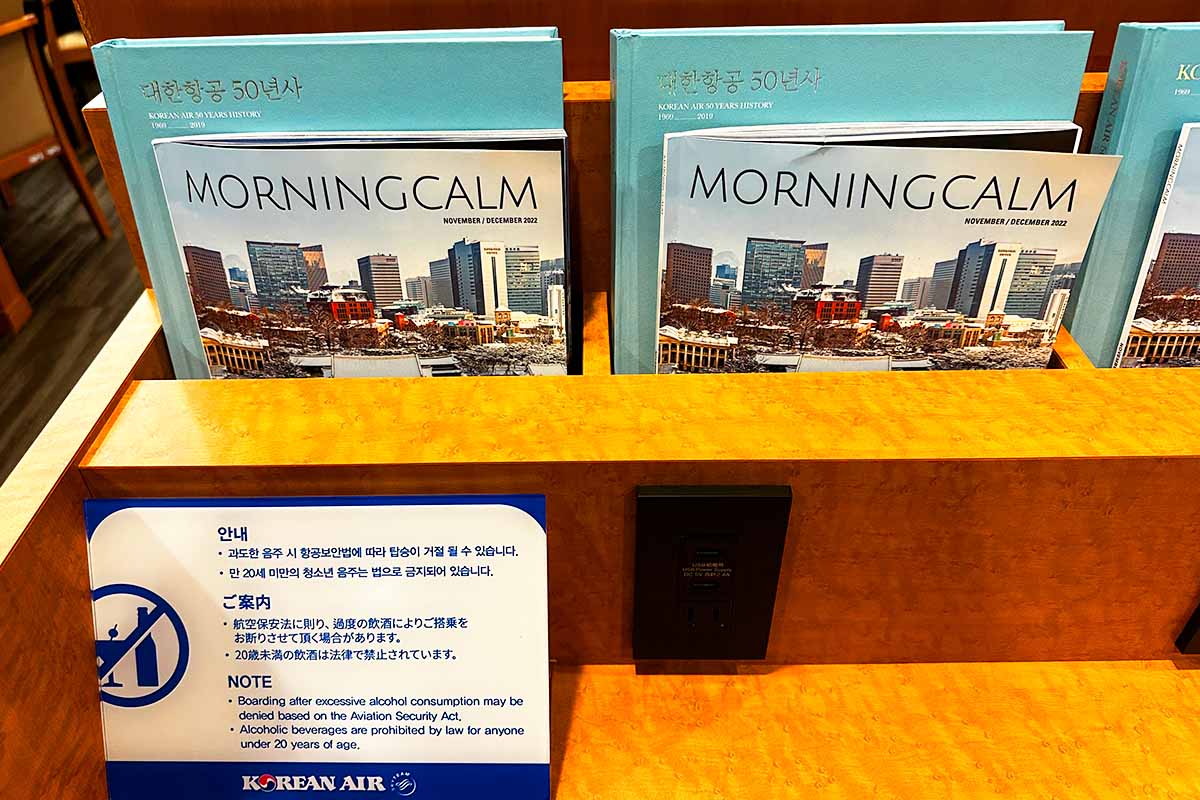 대한항공 50년사
KOREAN AIR 50 YEARS HISTORY
1969 ___ 2019
MORNINGCALM
NOVEMBER / DECEMBER 2022
대한항공 50년사
KOREAN AIR 50 YEARS HISTORY
1969 ___ 2019
MORNINGCALM
NOVEMBER / DECEMBER 2022
KO
1969
MORNINGCALM
안내
• 과도한 음주 시 항공보안법에 따라 탑승이 거절 될 수 있습니다.
• 만 20세 미만의 청소년 음주는 법으로 금지되어 있습니다.
ご案内
• 航空保安法に則り、過度の飲酒によりご搭乗を
お断りさせて頂く場合があります。
• 20歳未満の飲酒は法律で禁止されています。
NOTE
• Boarding after excessive alcohol consumption may be
denied based on the Aviation Security Act.
• Alcoholic beverages are prohibited by law for anyone
under 20 years of age.
KOREAN AIR
SKYTEAM
USB Power Supply